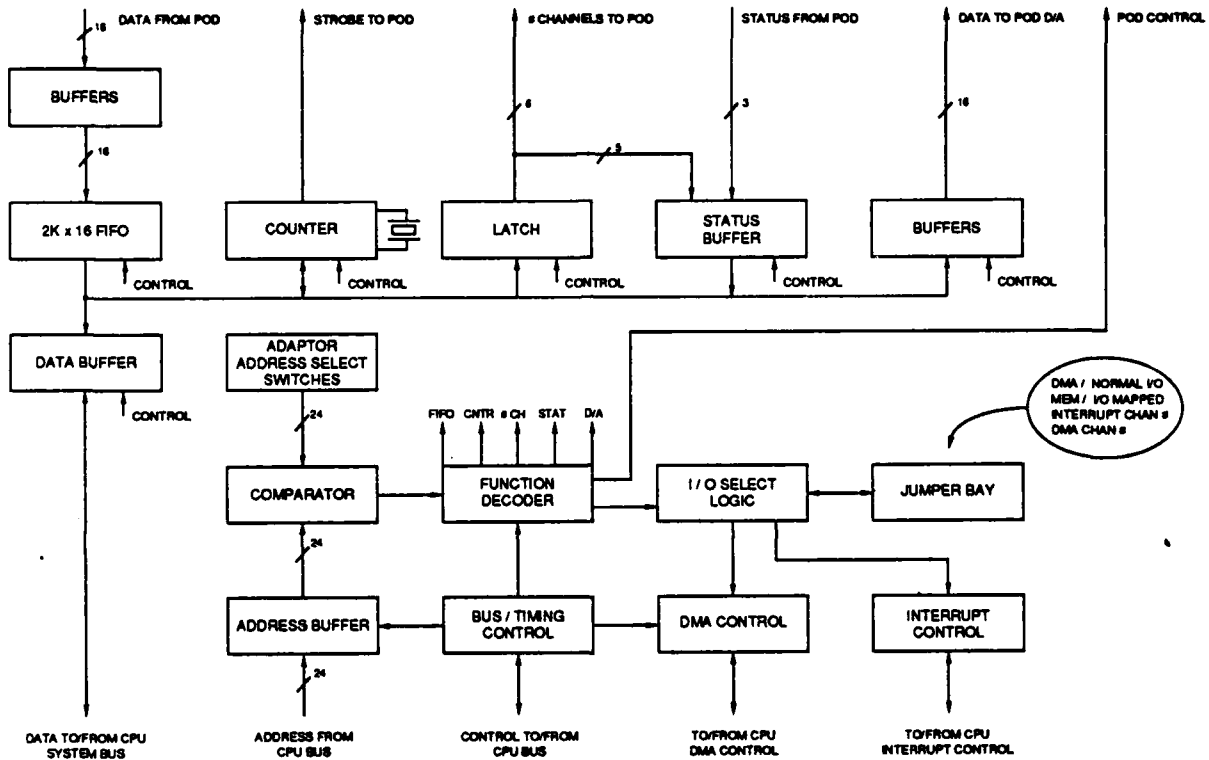 DATA FROM POD
STROBE TO POD
# CHANNELS TO POD
STATUS FROM POD
DATA TO POD D/A
POD CONTROL
16
BUFFERS
6
3
16
16
5
2K x 16 FIFO
COUNTER
LATCH
STATUS
BUFFER
BUFFERS
CONTROL
CONTROL
CONTROL
CONTROL
CONTROL
DATA BUFFER
ADAPTOR
ADDRESS SELECT
SWITCHES
CONTROL
DMA / NORMAL I/O
MEM / I/O MAPPED
INTERRUPT CHAN #
DMA CHAN #
24
FIFO
CNTR
# CH
STAT
D/A
COMPARATOR
FUNCTION
DECODER
I / O SELECT
LOGIC
JUMPER BAY
24
ADDRESS BUFFER
BUS / TIMING
CONTROL
DMA CONTROL
INTERRUPT
CONTROL
24
DATA TO/FROM CPU
SYSTEM BUS
ADDRESS FROM
CPU BUS
CONTROL TO/FROM
CPU BUS
TO/FROM CPU
DMA CONTROL
TO/FROM CPU
INTERRUPT CONTROL